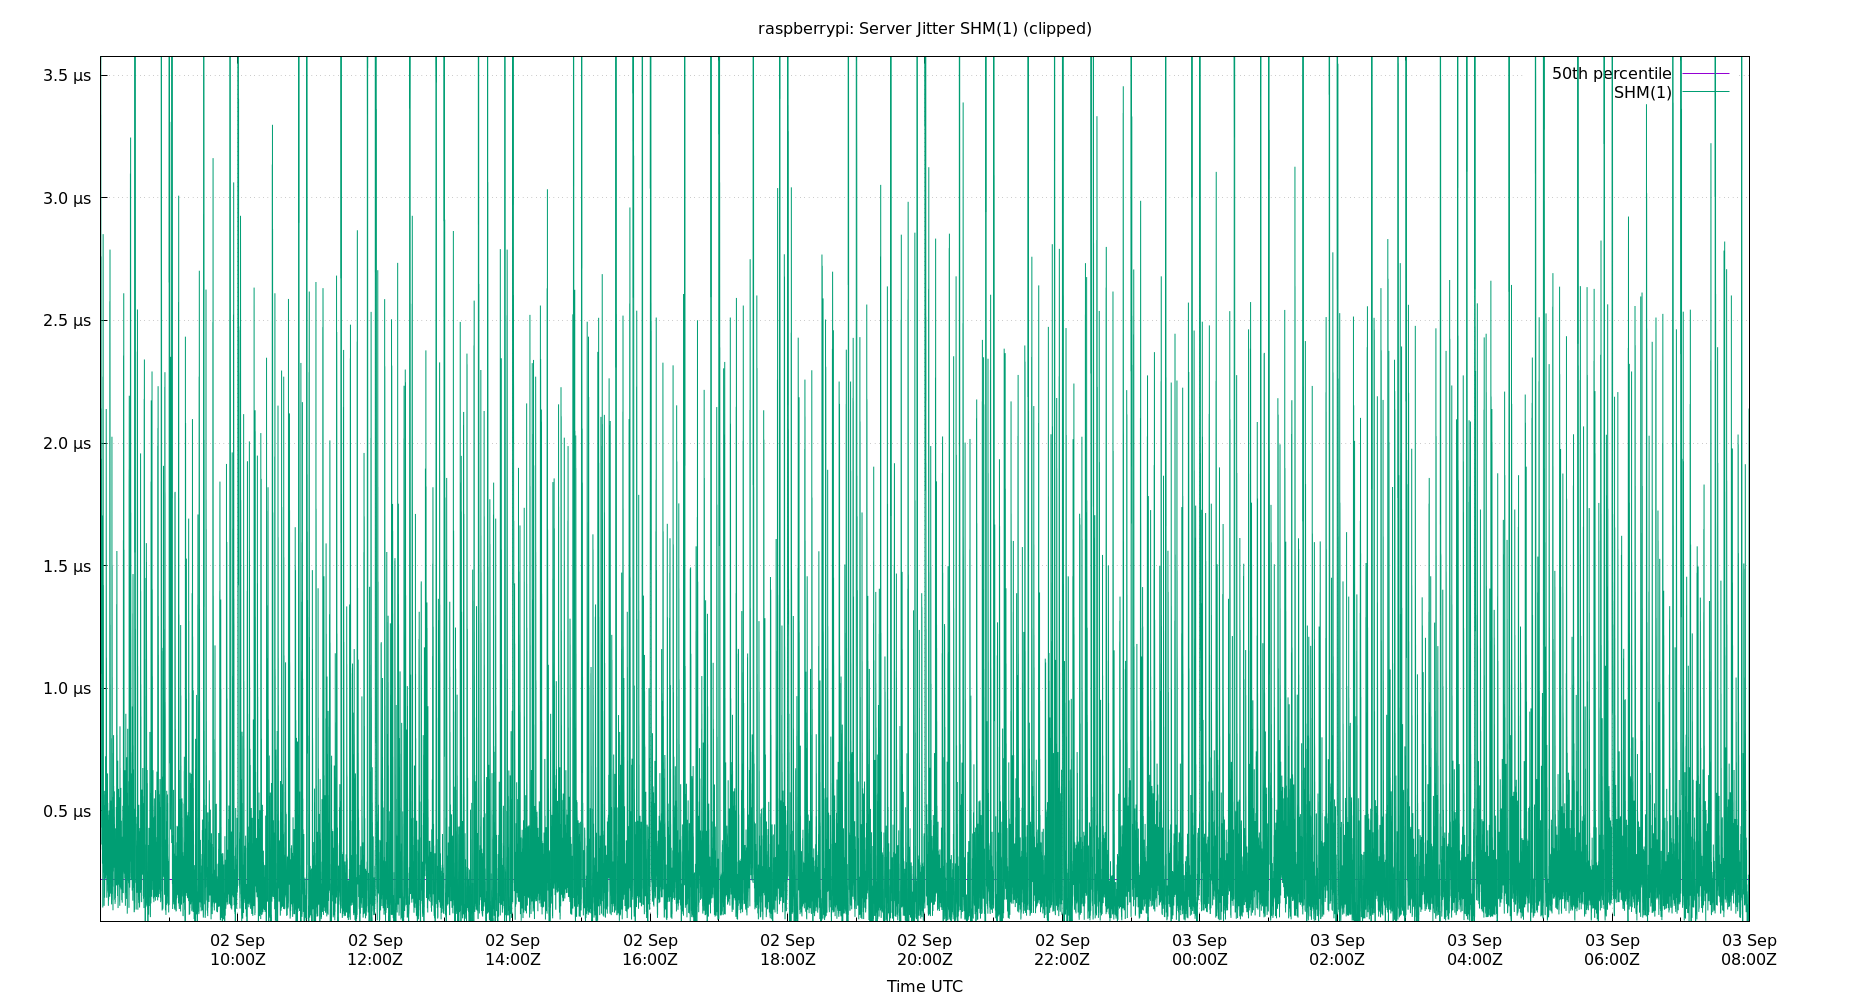 raspberrypi: Server Jitter SHM(1) (clipped)
3.5 µs
50th percentile
SHM(1)
3.0 µs
2.5 µs
2.0 µs
1.5 µs
1.0 µs
0.5 µs
02 Sep 02 Sep 02 Sep 02 Sep 02 Sep 02 Sep 02 Sep 03 Sep 03 Sep 03 Sep 03 Sep 03 Sep
10:00Z 12:00Z 14:00Z 16:00Z 18:00Z 20:00Z 22:00Z 00:00Z 02:00Z 04:00Z 06:00Z 08:00Z
Time UTC